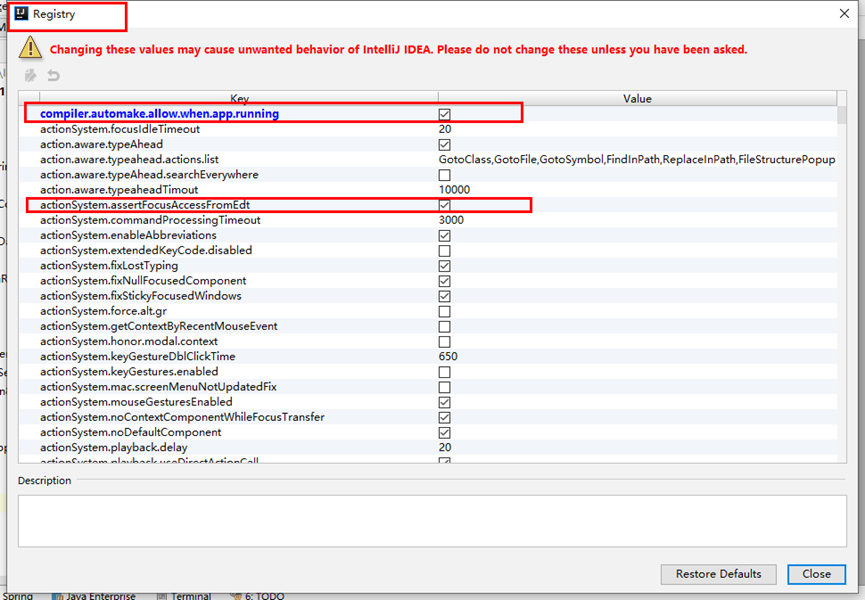 Registry
Changing these values may cause unwanted behavior of IntelliJ IDEA. Please do not change these unless you have been asked.
Key Value
compiler.automake.allow.when.app.running
actionSystem.focusIdleTimeout 20
action.aware.typeAhead
action.aware.typeahead.actions.list GotoClass,GotoFile,GotoSymbol,FindInPath,ReplaceInPath,FileStructurePopup
action.aware.typeahead.searchEverywhere
action.aware.typeaheadTimout 10000
actionSystem.assertFocusAccessFromEdt
actionSystem.commandProcessingTimeout 3000
actionSystem.enableAbbreviations
actionSystem.extendedKeyCode.disabled
actionSystem.fixLostTyping
actionSystem.fixNullFocusedComponent
actionSystem.fixStickyFocusedWindows
actionSystem.force.alt.gr
actionSystem.getContextByRecentMouseEvent
actionSystem.honor.modal.context
actionSystem.keyGestureDblClickTime 650
actionSystem.keyGestures.enabled
actionSystem.mac.screenMenuNotUpdatedFix
actionSystem.mouseGesturesEnabled
actionSystem.noContextComponentWhileFocusTransfer
actionSystem.noDefaultComponent
actionSystem.playback.delay 20
actionSystem.playback.useDirectActionCall
Description
Restore Defaults Close
Spring Java Enterprise Terminal 6: TODO